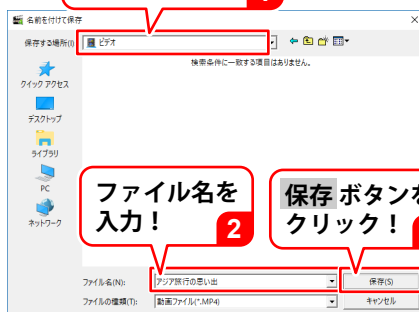 名前を付けて保存
保存する場所(I)
ビデオ
検索条件に一致する項目はありません。
クイック アクセス
デスクトップ
ライブラリ
PC
ネットワーク
ファイル名を
入力！
2
保存 ボタンを
クリック！
ファイル名(N):
アジア旅行の思い出
保存(S)
ファイルの種類(T):
動画ファイル(*.MP4)
キャンセル